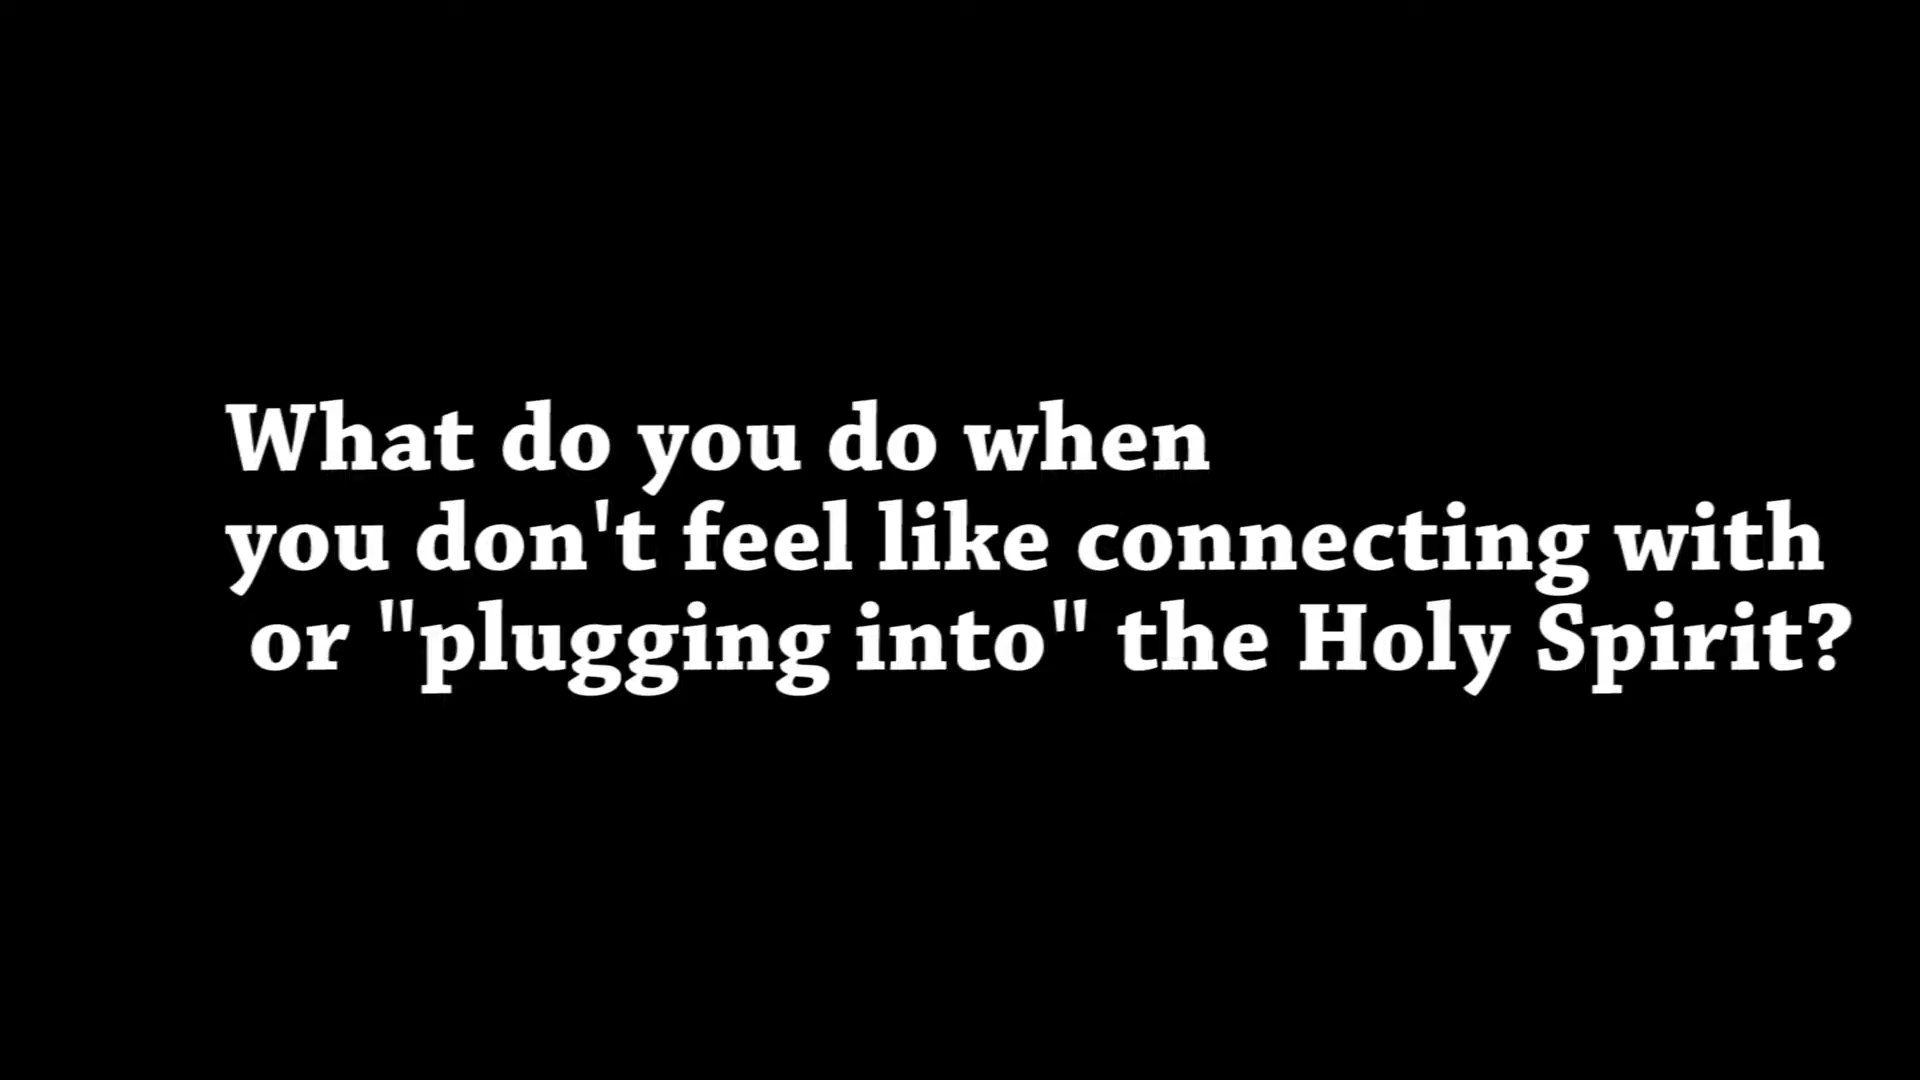 What do you do when
you don't feel like connecting with
or "plugging into" the Holy Spirit?